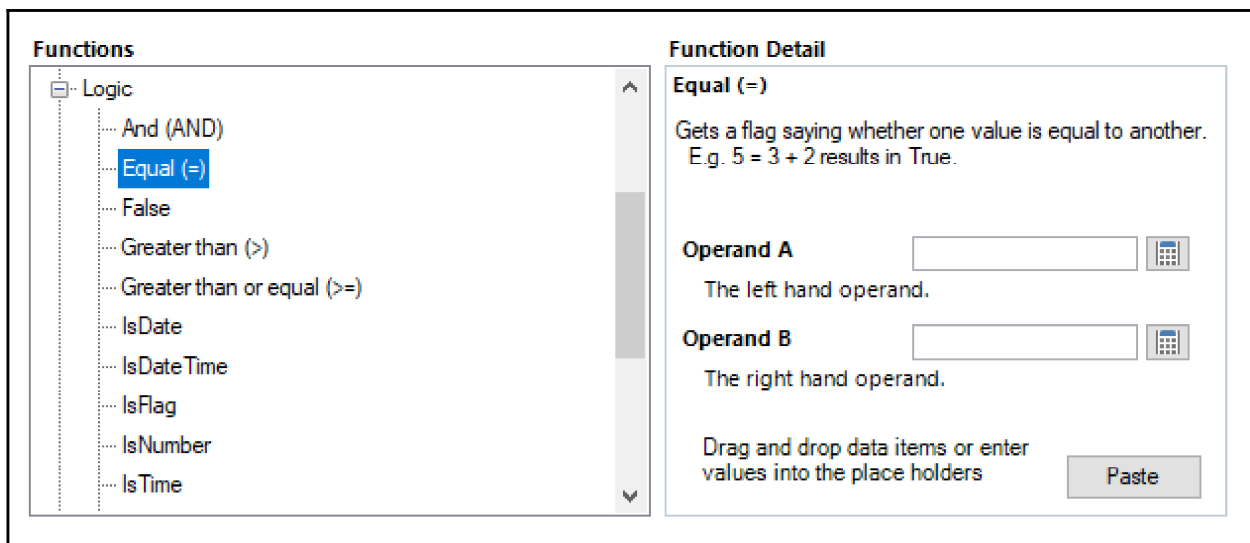 Functions
Logic
And (AND)
Equal (=)
False
Greater than (>)
Greater than or equal (>=)
IsDate
IsDateTime
IsFlag
IsNumber
IsTime
Function Detail
Equal (=)
Gets a flag saying whether one value is equal to another.
E.g. 5 = 3 + 2 results in True.
Operand A
The left hand operand.
Operand B
The right hand operand.
Drag and drop data items or enter
values into the place holders
Paste